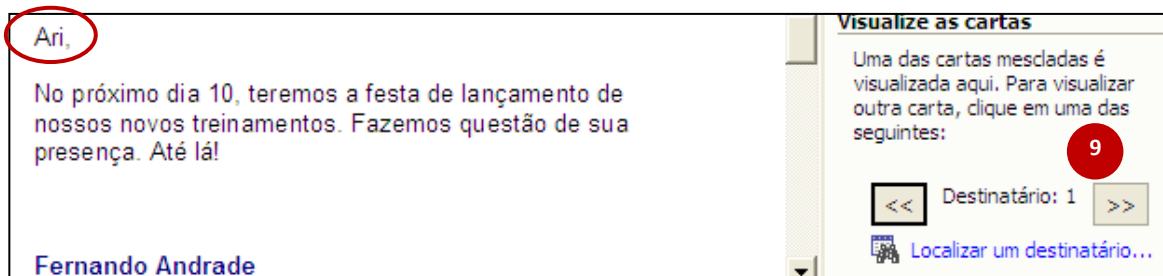 Ari,
No próximo dia 10, teremos a festa de lançamento de
nossos novos treinamentos. Fazemos questão de sua
presença. Até lá!
Fernando Andrade
Visualize as cartas
Uma das cartas mescladas é
visualizada aqui. Para visualizar
outra carta, clique em uma das
seguintes:
9
<< Destinatário: 1 >>
Localizar um destinatário...